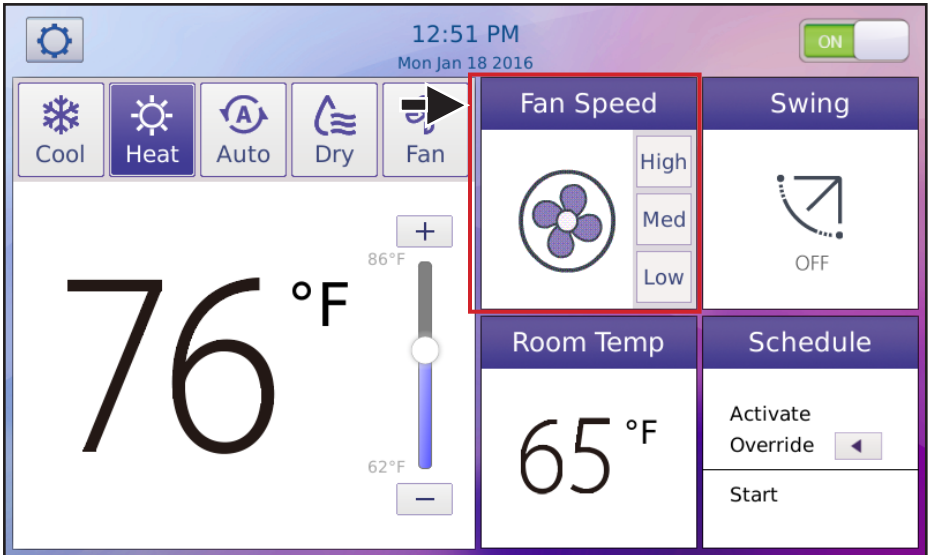 12:51 PM
Mon Jan 18 2016
ON
Cool
Heat
A
Auto
Dry
Fan
76 °F
+
86°F
62°F
−
Fan Speed
High
Med
Low
Swing
OFF
Room Temp
65 °F
Schedule
Activate
Override
Start